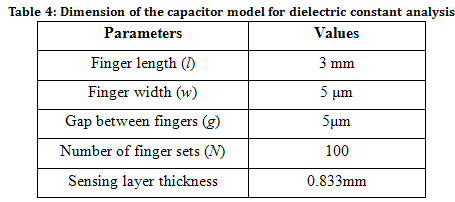 Table 4: Dimension of the capacitor model for dielectric constant analysis
Parameters Values
Finger length (l) 3 mm
Finger width (w) 5 µm
Gap between fingers (g) 5µm
Number of finger sets (N) 100
Sensing layer thickness 0.833mm